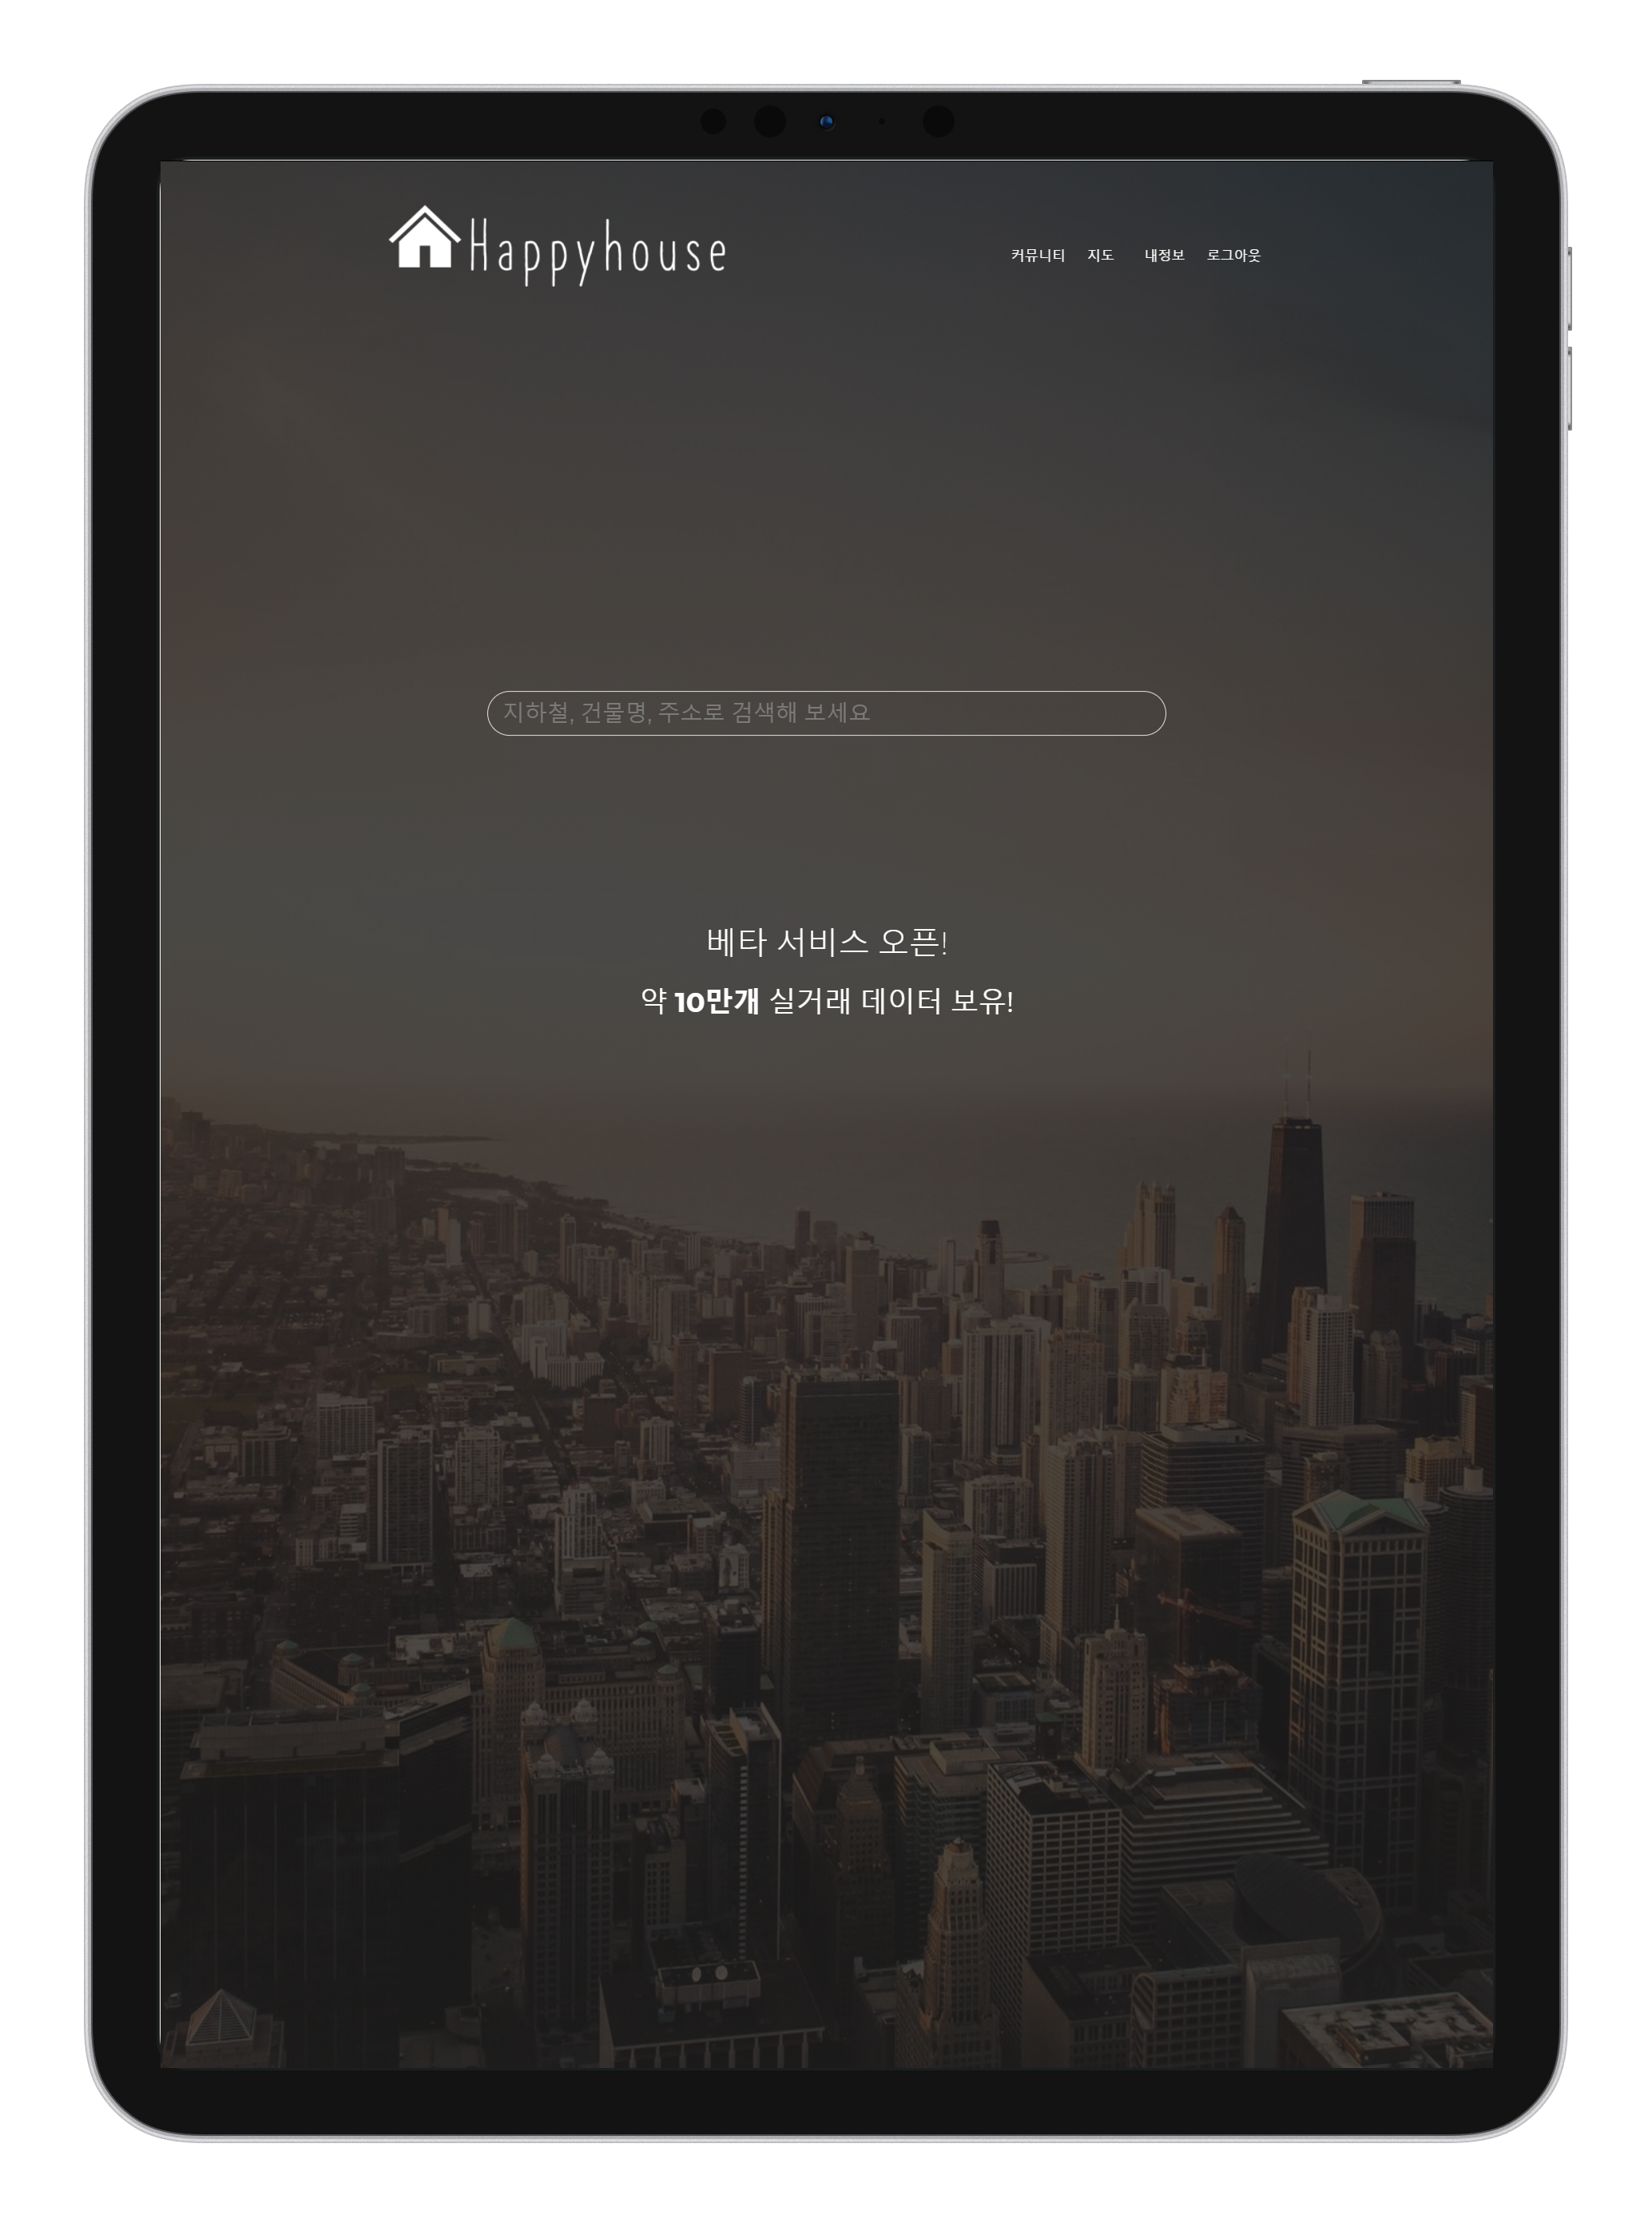 Happyhouse
커뮤니티 지도 내정보 로그아웃
지하철, 건물명, 주소로 검색해 보세요
베타 서비스 오픈!
약 10만개 실거래 데이터 보유!